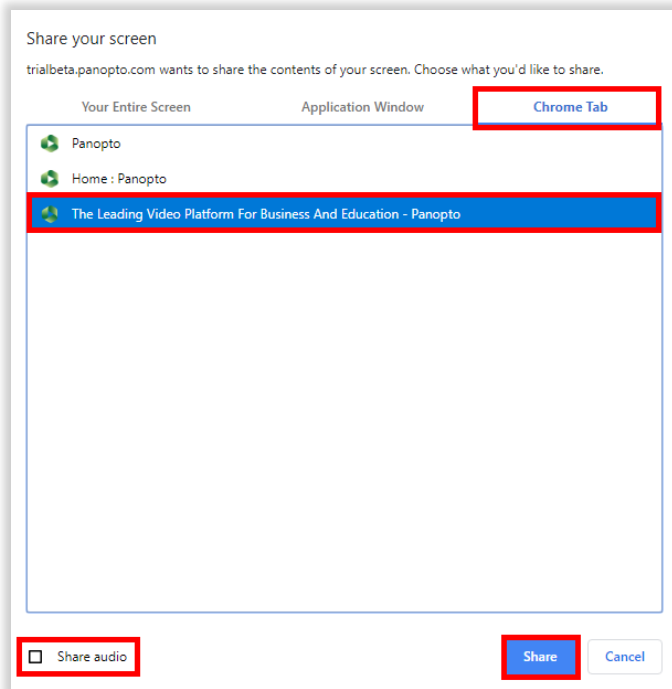 Share your screen
trialbeta.panopto.com wants to share the contents of your screen. Choose what you'd like to share.
Your Entire Screen Application Window Chrome Tab
Panopto
Home : Panopto
The Leading Video Platform For Business And Education - Panopto
Share audio Share Cancel